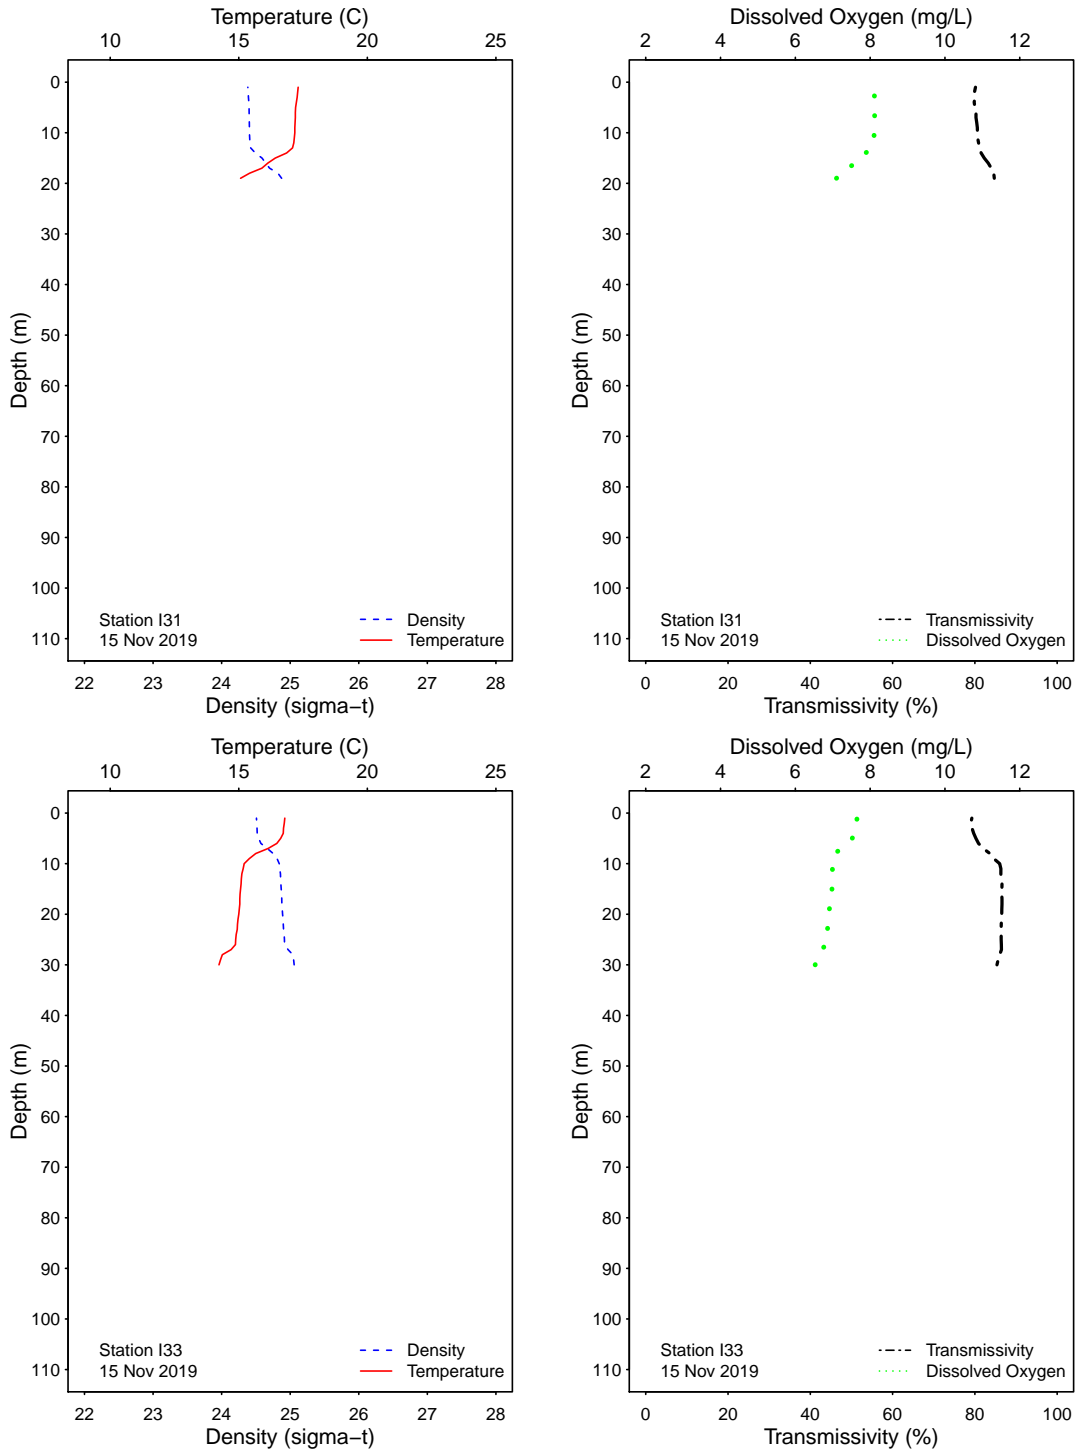 Temperature (C)
10 15 20 25
0
10
20
30
40
50
60
70
80
90
100
110
Depth (m)
Station I31
15 Nov 2019
Density
Temperature
22 23 24 25 26 27 28
Density (sigma−t)
Dissolved Oxygen (mg/L)
2 4 6 8 10 12
0
10
20
30
40
50
60
70
80
90
100
110
Depth (m)
Station I31
15 Nov 2019
Transmissivity
Dissolved Oxygen
0 20 40 60 80 100
Transmissivity (%)
Temperature (C)
10 15 20 25
0
10
20
30
40
50
60
70
80
90
100
110
Depth (m)
Station I33
15 Nov 2019
Density
Temperature
22 23 24 25 26 27 28
Density (sigma−t)
Dissolved Oxygen (mg/L)
2 4 6 8 10 12
0
10
20
30
40
50
60
70
80
90
100
110
Depth (m)
Station I33
15 Nov 2019
Transmissivity
Dissolved Oxygen
0 20 40 60 80 100
Transmissivity (%)